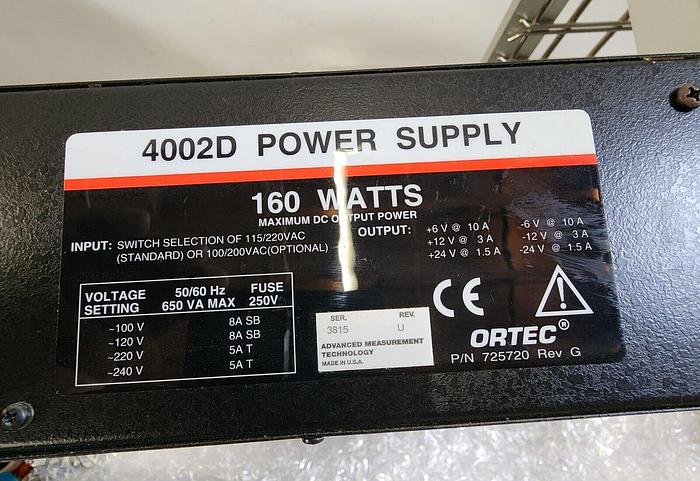 4002D POWER SUPPLY
160 WATTS
MAXIMUM DC OUTPUT POWER
INPUT: SWITCH SELECTION OF 115/220VAC
(STANDARD) OR 100/200VAC(OPTIONAL)
OUTPUT:
+6 V @ 10 A -6 V @ 10 A
+12 V @ 3 A -12 V @ 3 A
+24 V @ 1.5 A -24 V @ 1.5 A
VOLTAGE SETTING 50/60 Hz 650 VA MAX FUSE 250V
~100 V 8A SB
~120 V 8A SB
~220 V 5A T
~240 V 5A T
SER. REV.
3815 U
ADVANCED MEASUREMENT
TECHNOLOGY
MADE IN U.S.A.
CE
ORTEC®
P/N 725720 Rev G